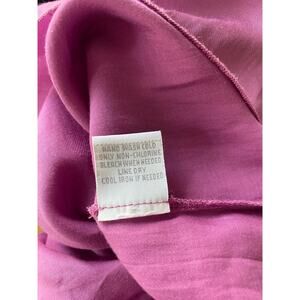 HAND WASH COLD
ONLY NON-CHLORINE
BLEACH WHEN NEEDED
LINE DRY
COOL IRON IF NEEDED